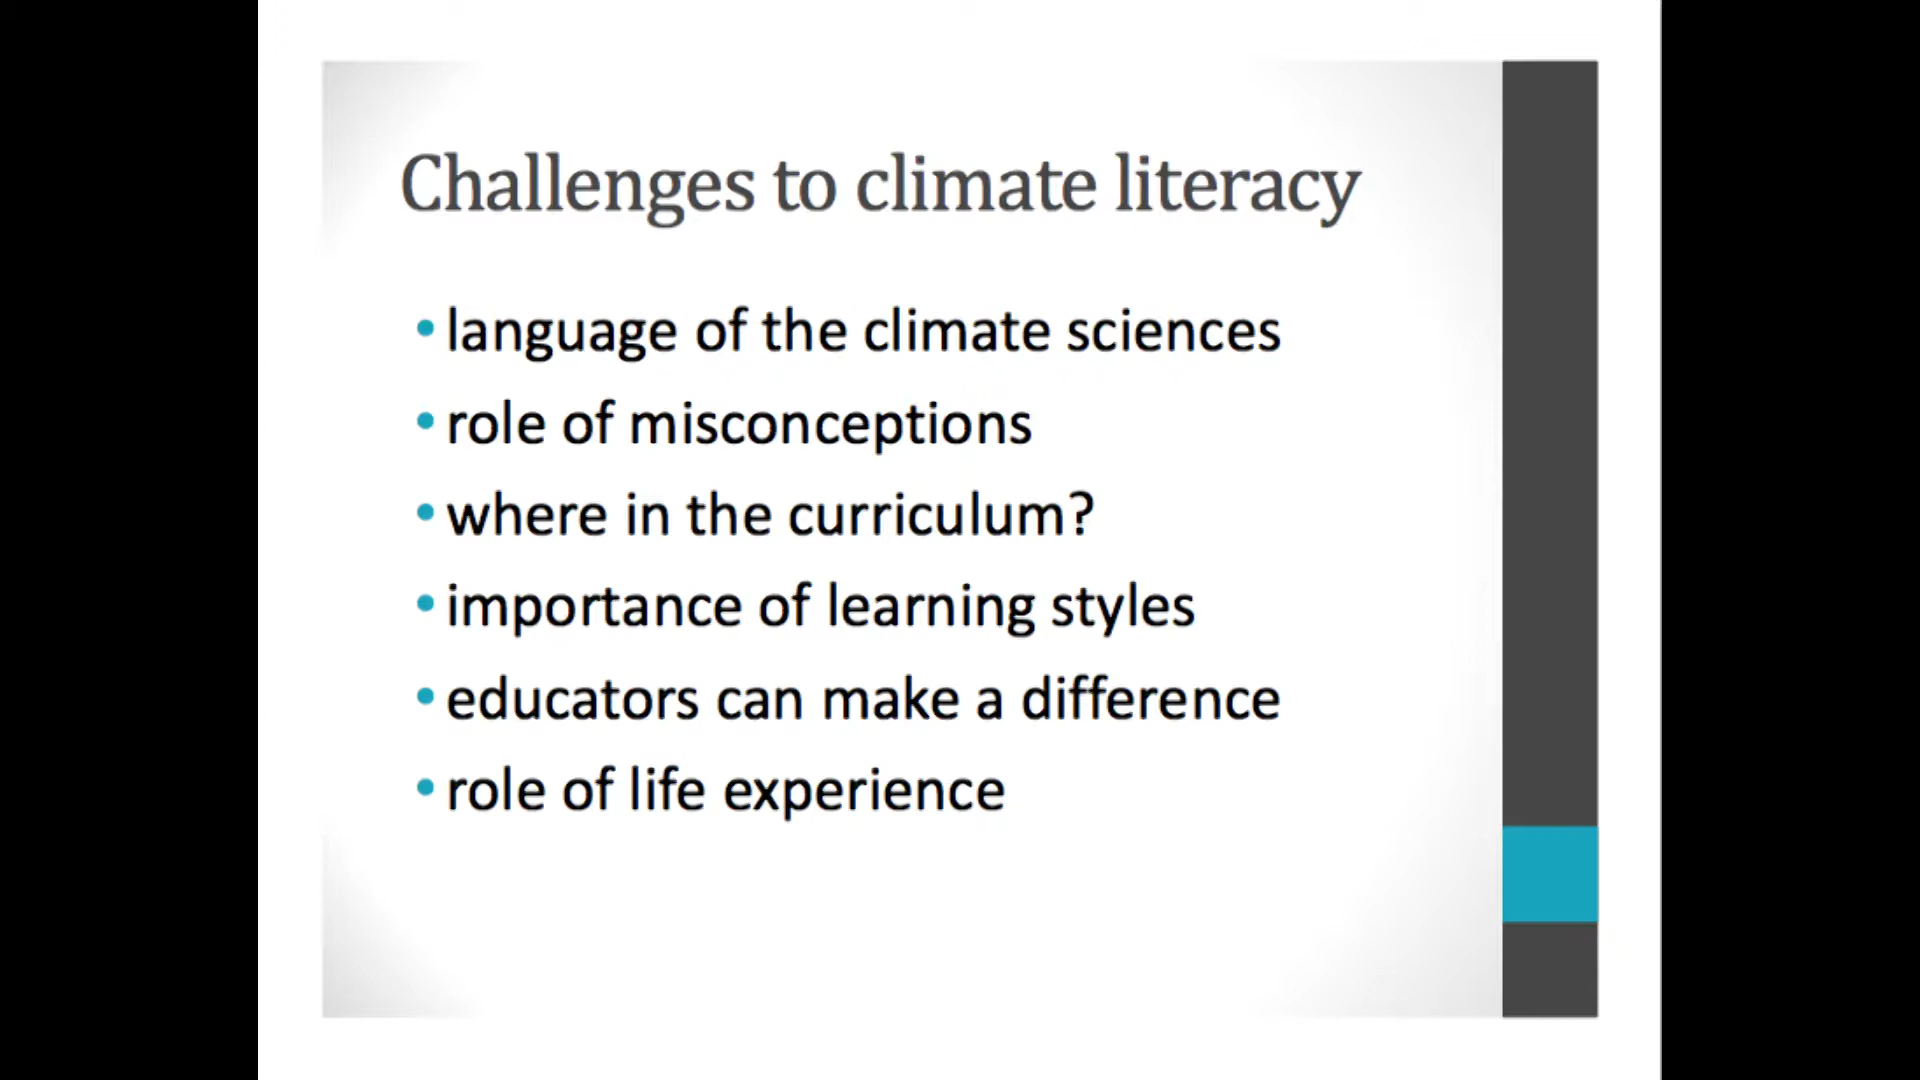 Challenges to climate literacy
• language of the climate sciences
• role of misconceptions
• where in the curriculum?
• importance of learning styles
• educators can make a difference
• role of life experience